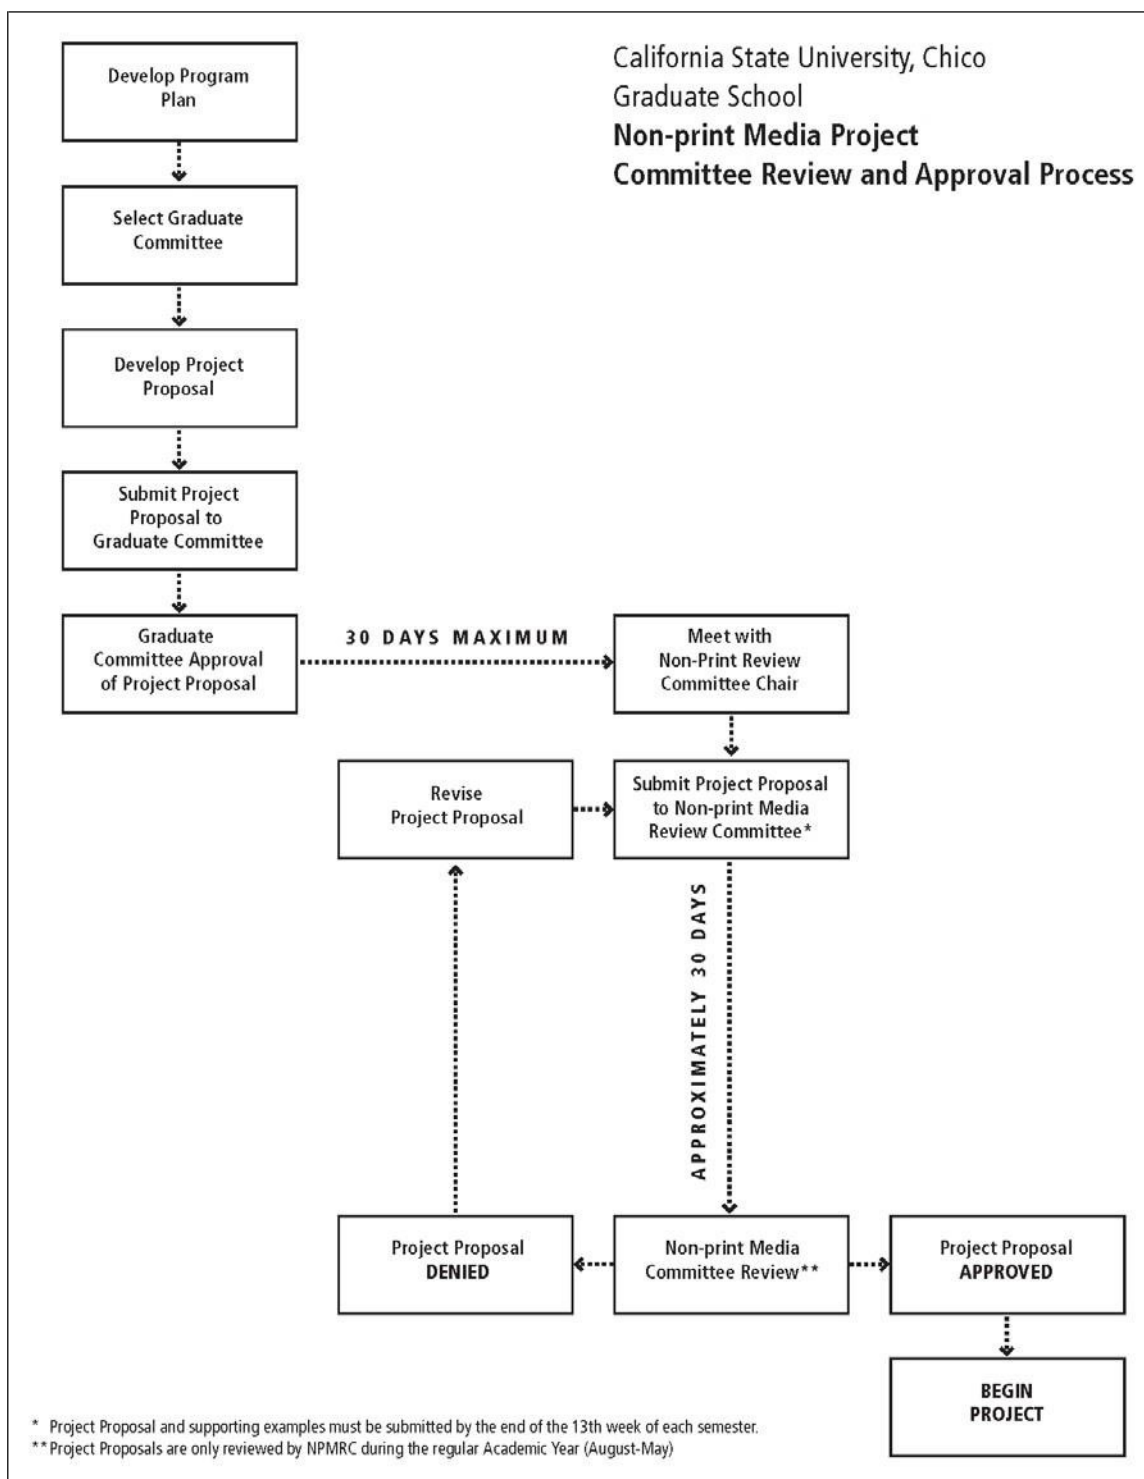 California State University, Chico
Graduate School
Non-print Media Project
Committee Review and Approval Process
Develop Program
Plan
Select Graduate
Committee
Develop Project
Proposal
Submit Project
Proposal to
Graduate Committee
Graduate
Committee Approval
of Project Proposal
30 DAYS MAXIMUM
Meet with
Non-Print Review
Committee Chair
Revise
Project Proposal
Submit Project Proposal
to Non-print Media
Review Committee*
APPROXIMATELY 30 DAYS
Project Proposal
DENIED
Non-print Media
Committee Review**
Project Proposal
APPROVED
BEGIN
PROJECT
* Project Proposal and supporting examples must be submitted by the end of the 13th week of each semester.
** Project Proposals are only reviewed by NPMRC during the regular Academic Year (August-May)